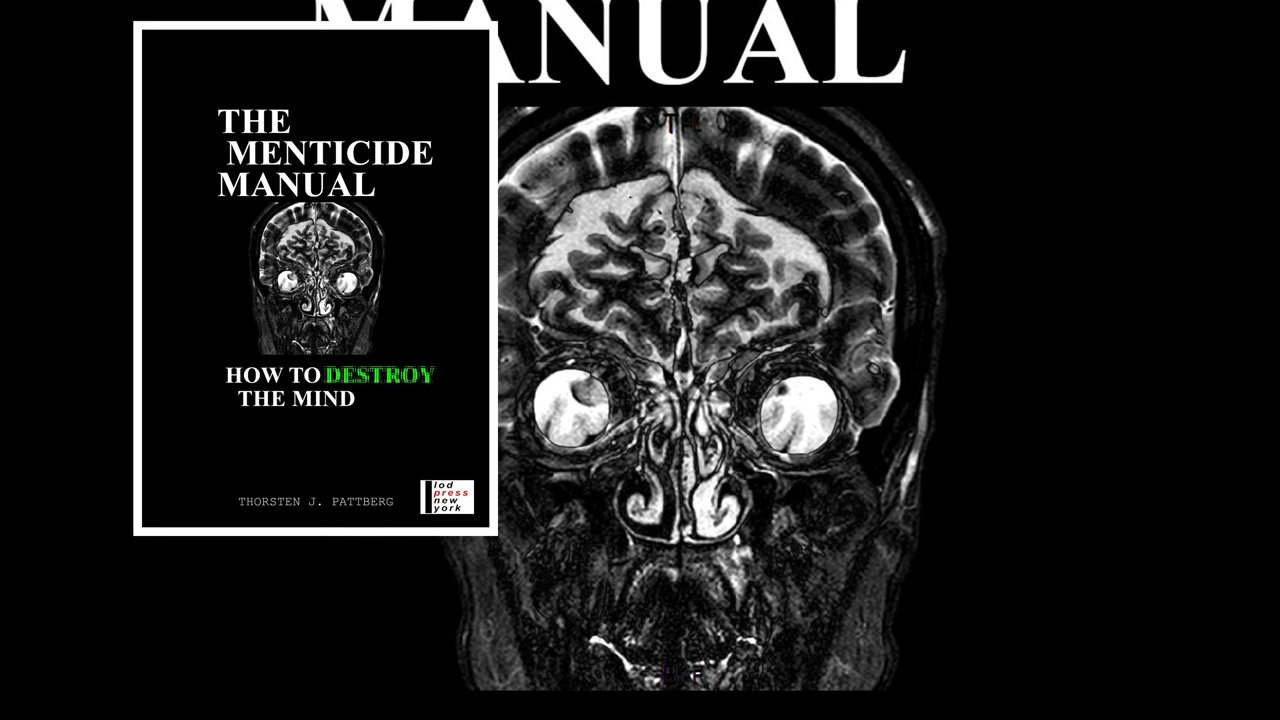 MANUAL
THE
MENTICIDE
MANUAL
HOW TO DESTROY
THE MIND
THORSTEN J. PATTBERG
lod
press
new
york